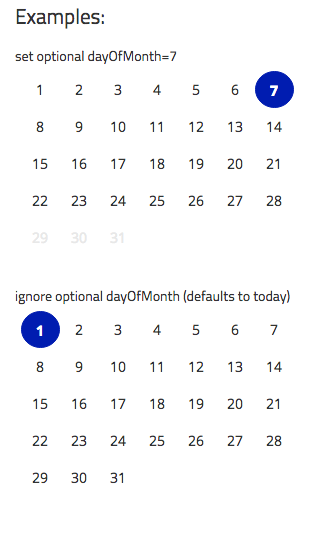 Examples:
set optional dayOfMonth=7
1 2 3 4 5 6 7
8 9 10 11 12 13 14
15 16 17 18 19 20 21
22 23 24 25 26 27 28
29 30 31
ignore optional dayOfMonth (defaults to today)
1 2 3 4 5 6 7
8 9 10 11 12 13 14
15 16 17 18 19 20 21
22 23 24 25 26 27 28
29 30 31